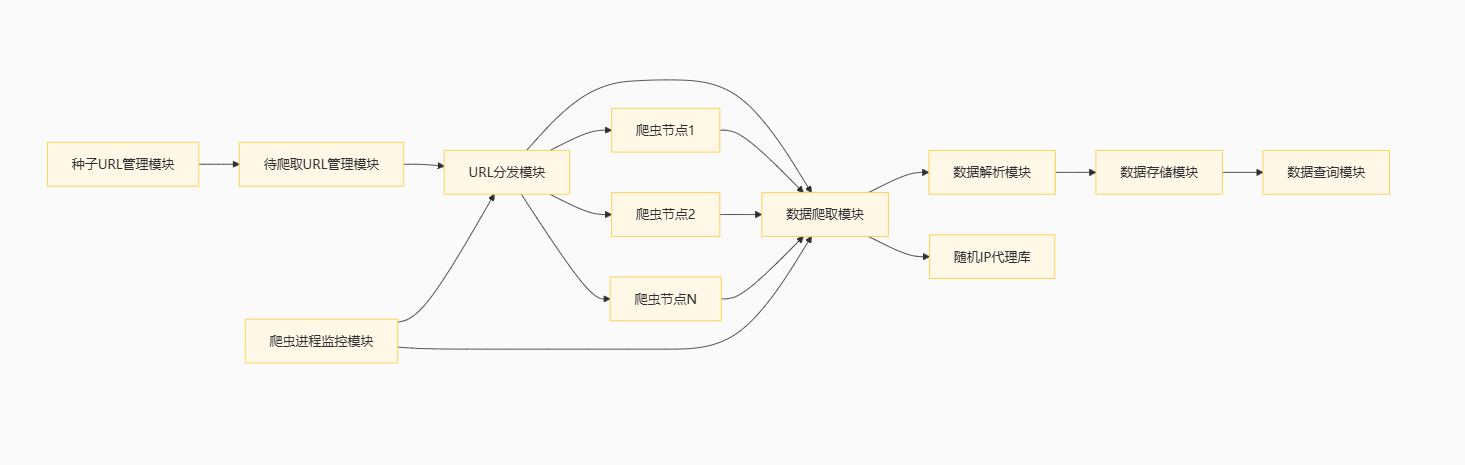 种子URL管理模块
待爬取URL管理模块
URL分发模块
爬虫节点1
爬虫节点2
爬虫节点N
数据爬取模块
数据解析模块
数据存储模块
数据查询模块
随机IP代理库
爬虫进程监控模块